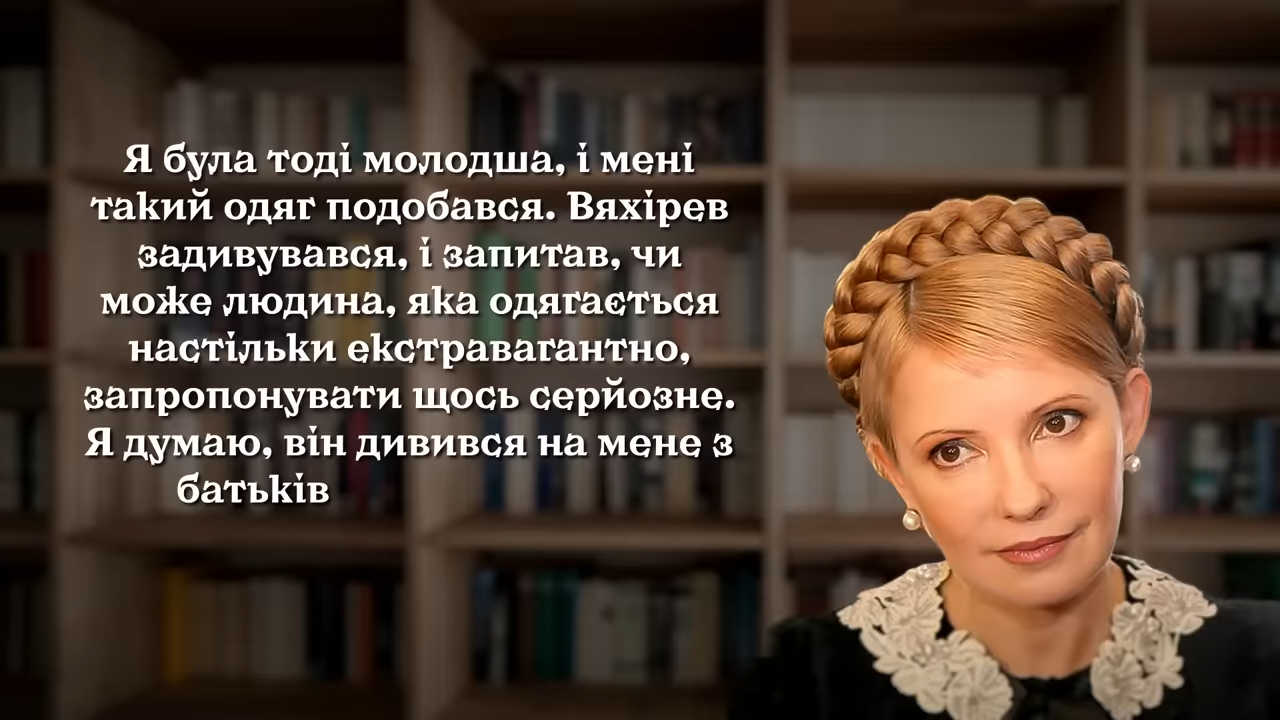 Я була тоді молодша, і мені
такий одяг подобався. Вяхірев
задивувався, і запитав, чи
може людина, яка одягається
настільки екстравагантно,
запропонувати щось серйозне.
Я думаю, він дивився на мене з
батьків